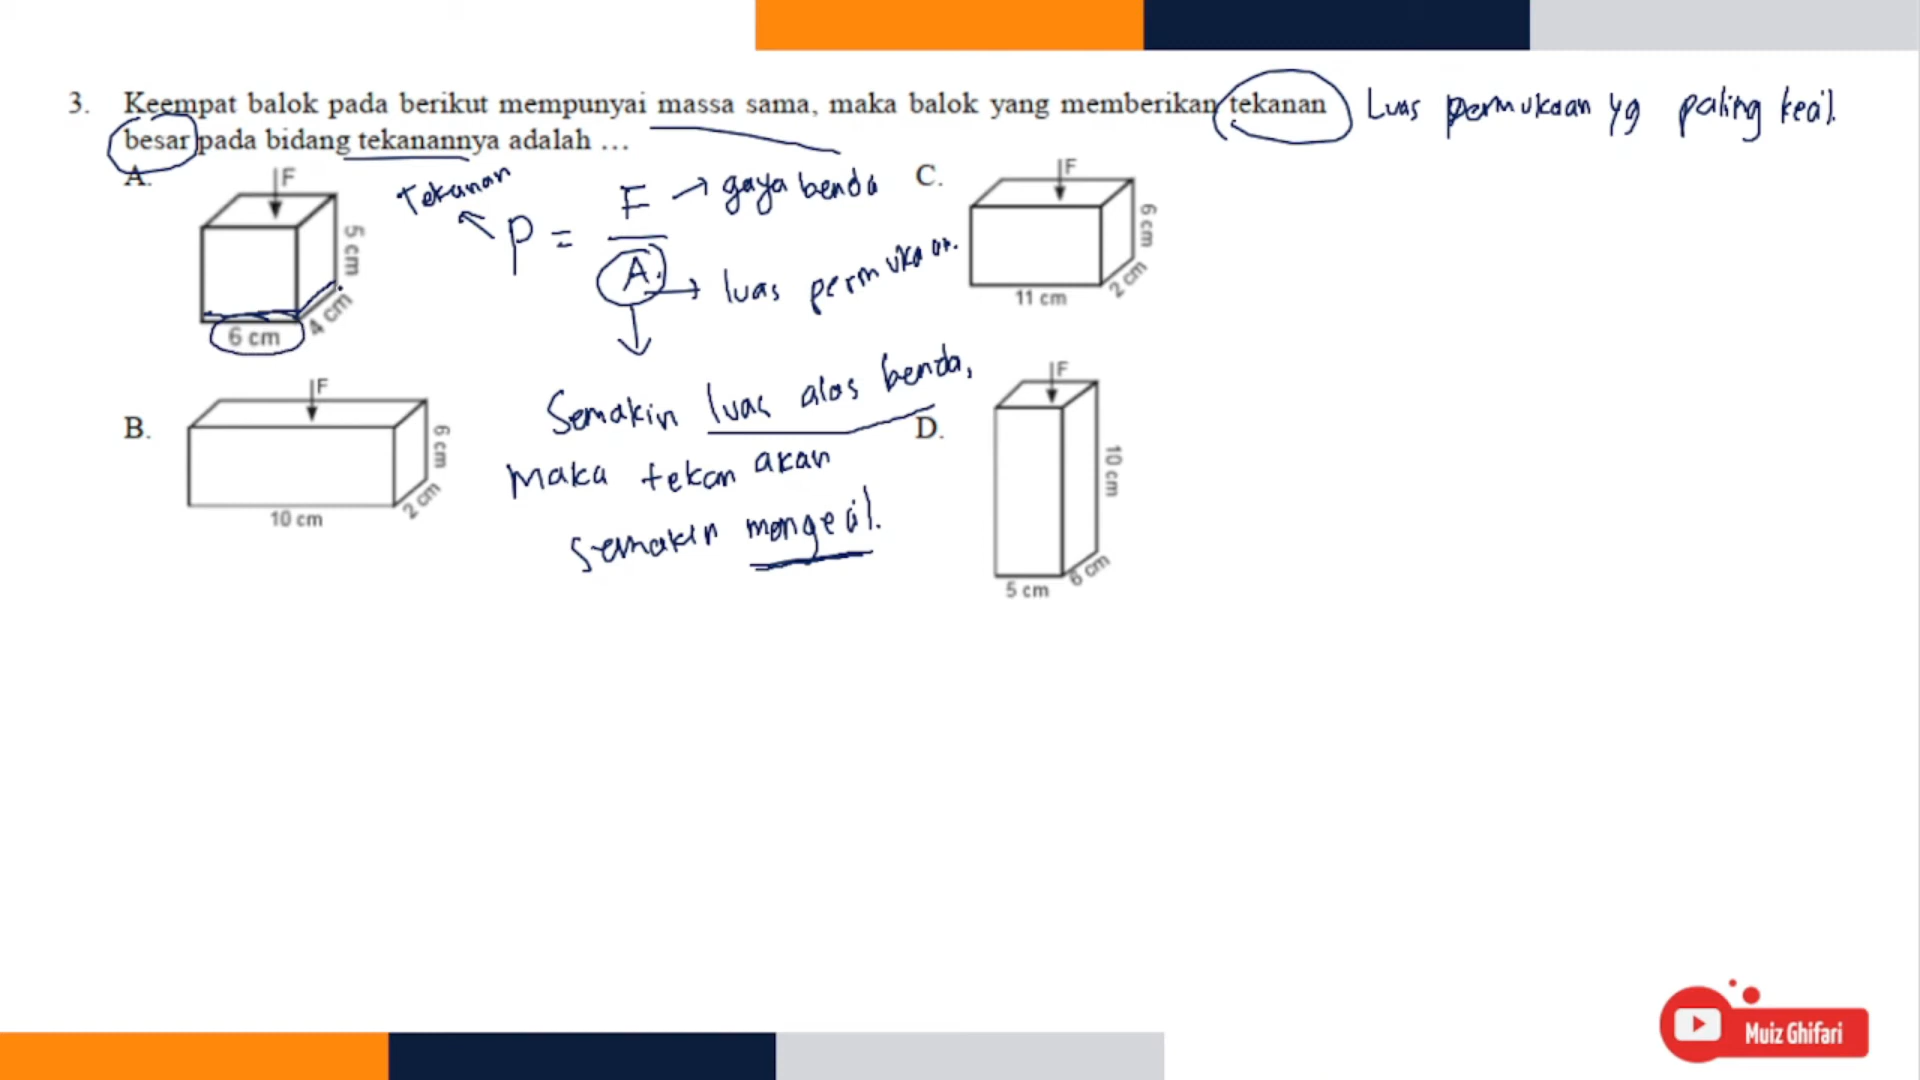 3. Keempat balok pada berikut mempunyai massa sama, maka balok yang memberikan tekanan
besar pada bidang tekanannya adalah ...
Luas permukaan yg paling kecil.
A.
F
5 cm
4 cm
6 cm
Tekanan
P = F / A.
→ gaya benda
→ luas permukaan.
C.
F
6 cm
2 cm
11 cm
B.
F
6 cm
2 cm
10 cm
Semakin luas alas benda,
maka tekan akan
semakin mengecil.
D.
F
10 cm
6 cm
5 cm
Muiz Ghifari